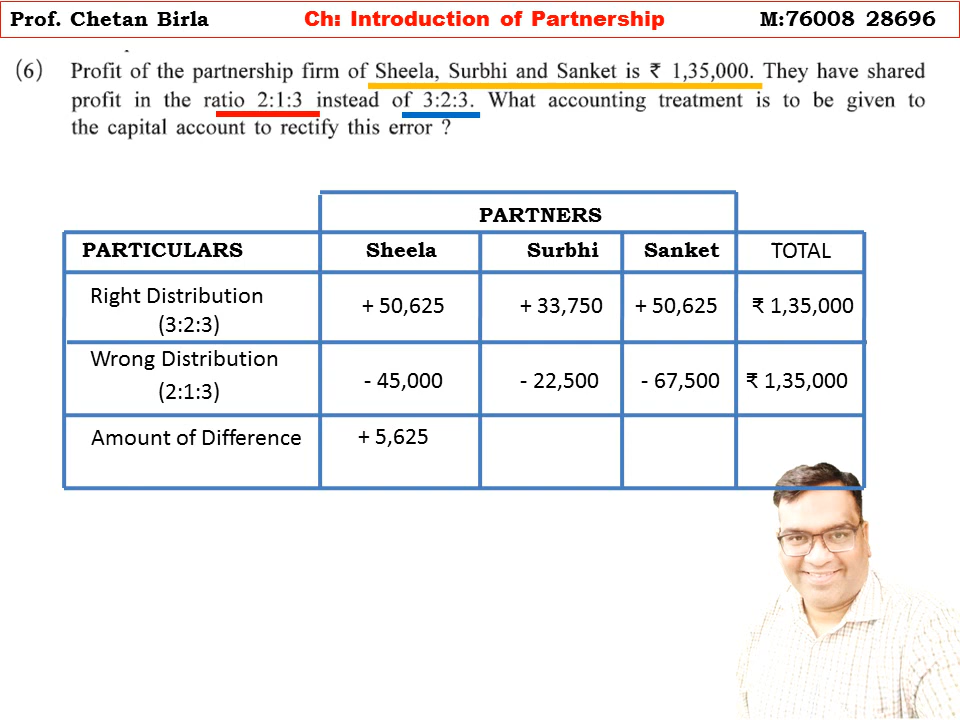 Prof. Chetan Birla Ch: Introduction of Partnership M:76008 28696
(6) Profit of the partnership firm of Sheela, Surbhi and Sanket is ₹ 1,35,000. They have shared
profit in the ratio 2:1:3 instead of 3:2:3. What accounting treatment is to be given to
the capital account to rectify this error ?
PARTNERS
PARTICULARS Sheela Surbhi Sanket TOTAL
Right Distribution
(3:2:3) + 50,625 + 33,750 + 50,625 ₹ 1,35,000
Wrong Distribution
(2:1:3) - 45,000 - 22,500 - 67,500 ₹ 1,35,000
Amount of Difference + 5,625